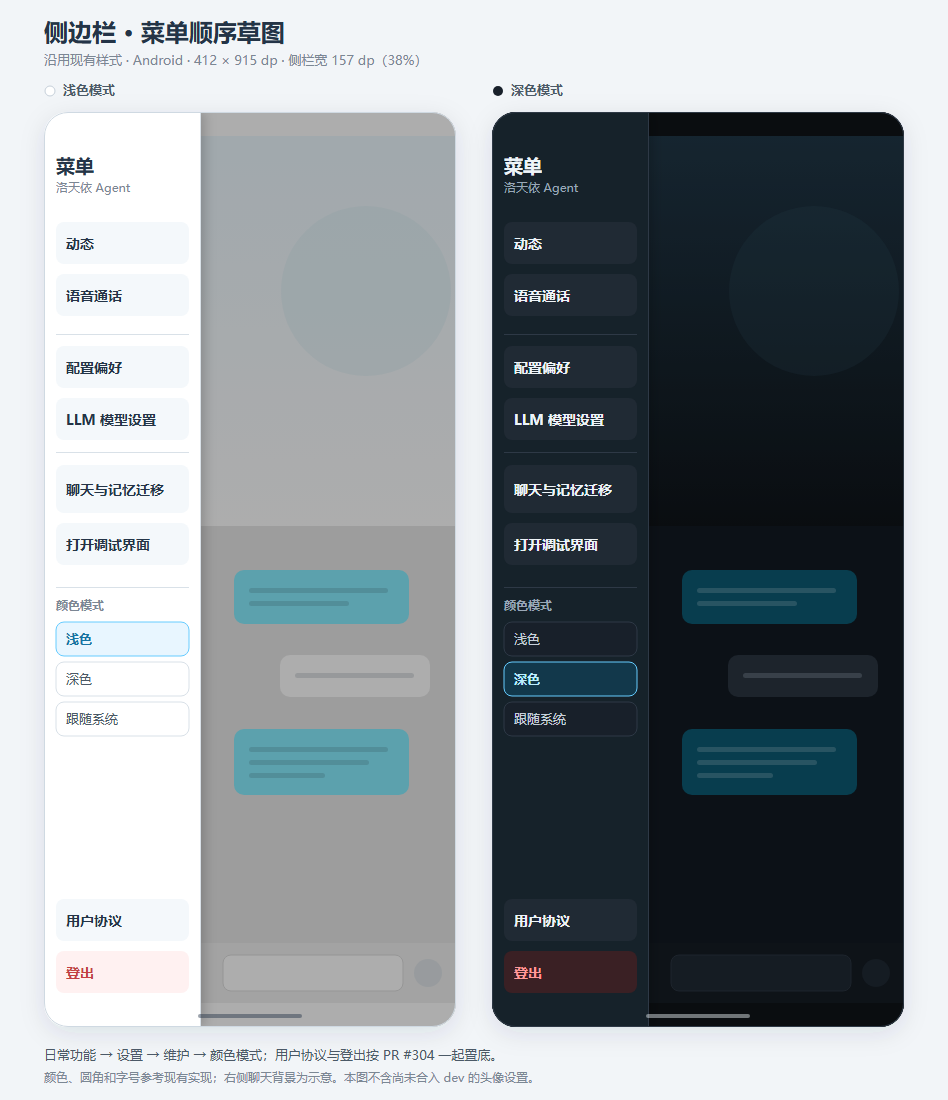 侧边栏 • 菜单顺序草图
沿用现有样式 · Android · 412 × 915 dp · 侧栏宽 157 dp（38%）
浅色模式
菜单
洛天依 Agent
动态
语音通话
配置偏好
LLM 模型设置
聊天与记忆迁移
打开调试界面
颜色模式
浅色
深色
跟随系统
用户协议
登出
深色模式
菜单
洛天依 Agent
动态
语音通话
配置偏好
LLM 模型设置
聊天与记忆迁移
打开调试界面
颜色模式
浅色
深色
跟随系统
用户协议
登出
日常功能 → 设置 → 维护 → 颜色模式；用户协议与登出按 PR #304 一起置底。
颜色、圆角和字号参考现有实现；右侧聊天背景为示意。本图不含尚未合入 dev 的头像设置。